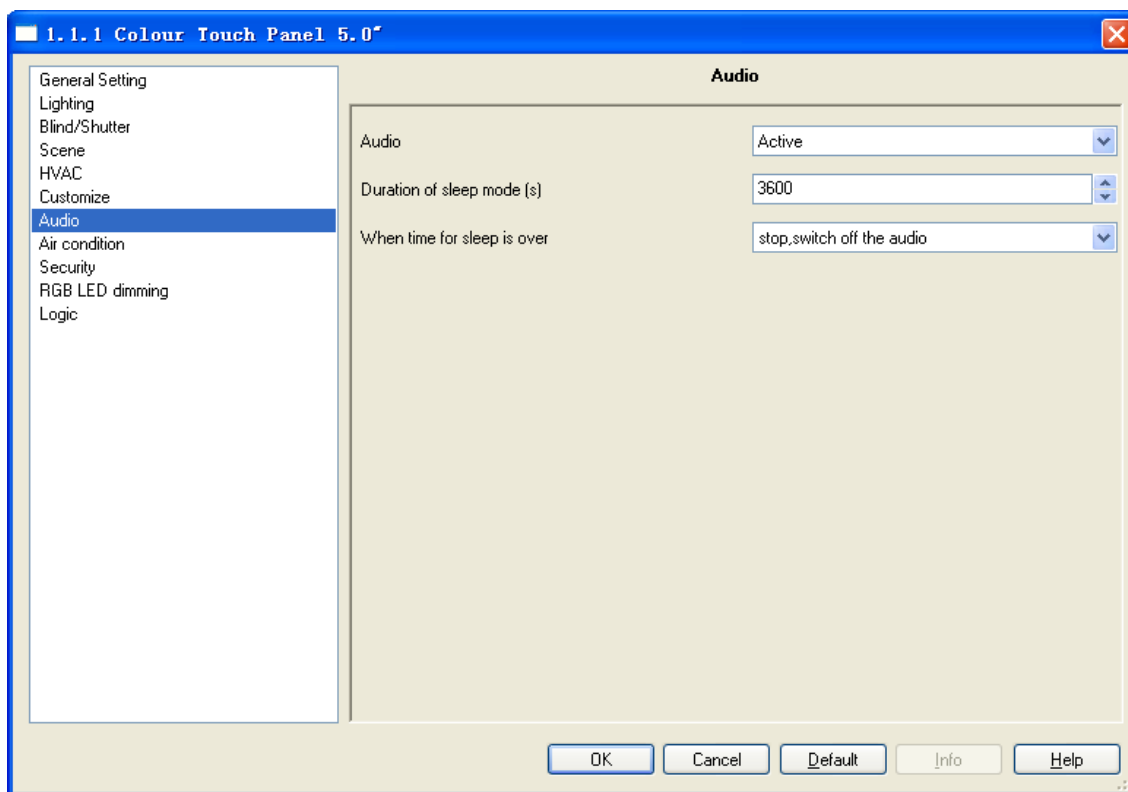 1.1.1 Colour Touch Panel 5.0"
General Setting
Lighting
Blind/Shutter
Scene
HVAC
Customize
Audio
Air condition
Security
RGB LED dimming
Logic
Audio
Audio Active
Duration of sleep mode (s) 3600
When time for sleep is over stop,switch off the audio
OK Cancel Default Info Help